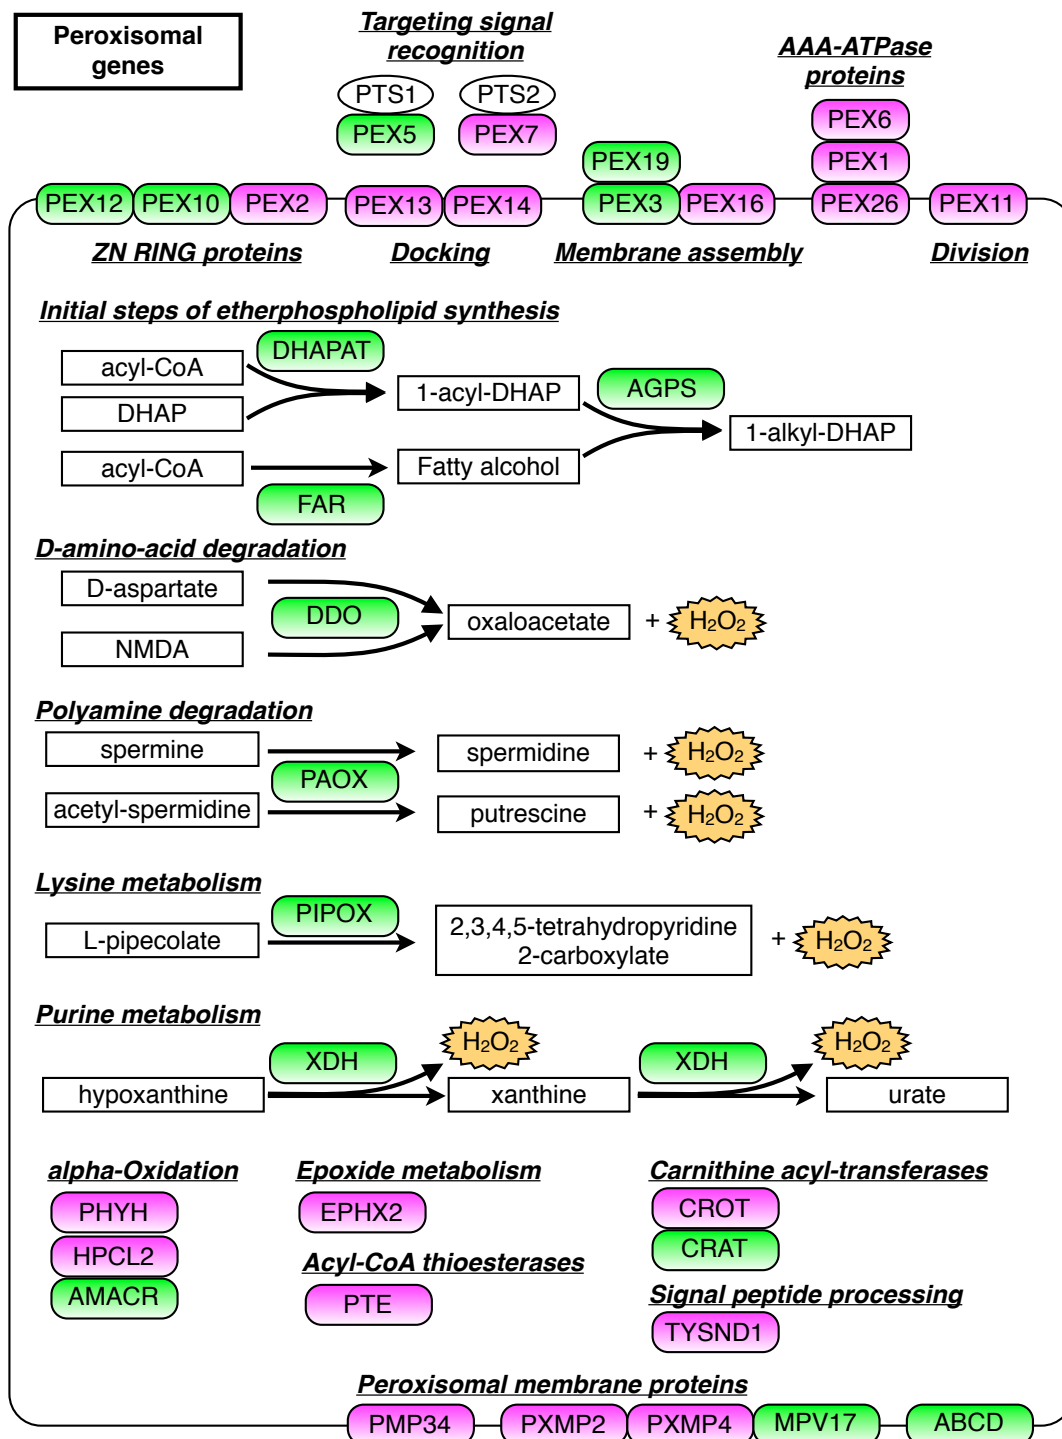 Peroxisomal
genes
Targeting signal
recognition
AAA-ATPase
proteins
PTS1
PTS2
PEX5
PEX7
PEX6
PEX1
PEX19
PEX12
PEX10
PEX2
PEX13
PEX14
PEX3
PEX16
PEX26
PEX11
ZN RING proteins
Docking
Membrane assembly
Division
Initial steps of etherphospholipid synthesis
DHAPAT
acyl-CoA
DHAP
1-acyl-DHAP
AGPS
1-alkyl-DHAP
acyl-CoA
Fatty alcohol
FAR
D-amino-acid degradation
D-aspartate
DDO
NMDA
oxaloacetate
+ H₂O₂
Polyamine degradation
spermine
spermidine
+ H₂O₂
PAOX
acetyl-spermidine
putrescine
+ H₂O₂
Lysine metabolism
PIPOX
L-pipecolate
2,3,4,5-tetrahydropyridine
2-carboxylate
+ H₂O₂
Purine metabolism
XDH
H₂O₂
XDH
H₂O₂
hypoxanthine
xanthine
urate
alpha-Oxidation
PHYH
HPCL2
AMACR
Epoxide metabolism
EPHX2
Acyl-CoA thioesterases
PTE
Carnithine acyl-transferases
CROT
CRAT
Signal peptide processing
TYSND1
Peroxisomal membrane proteins
PMP34
PXMP2
PXMP4
MPV17
ABCD